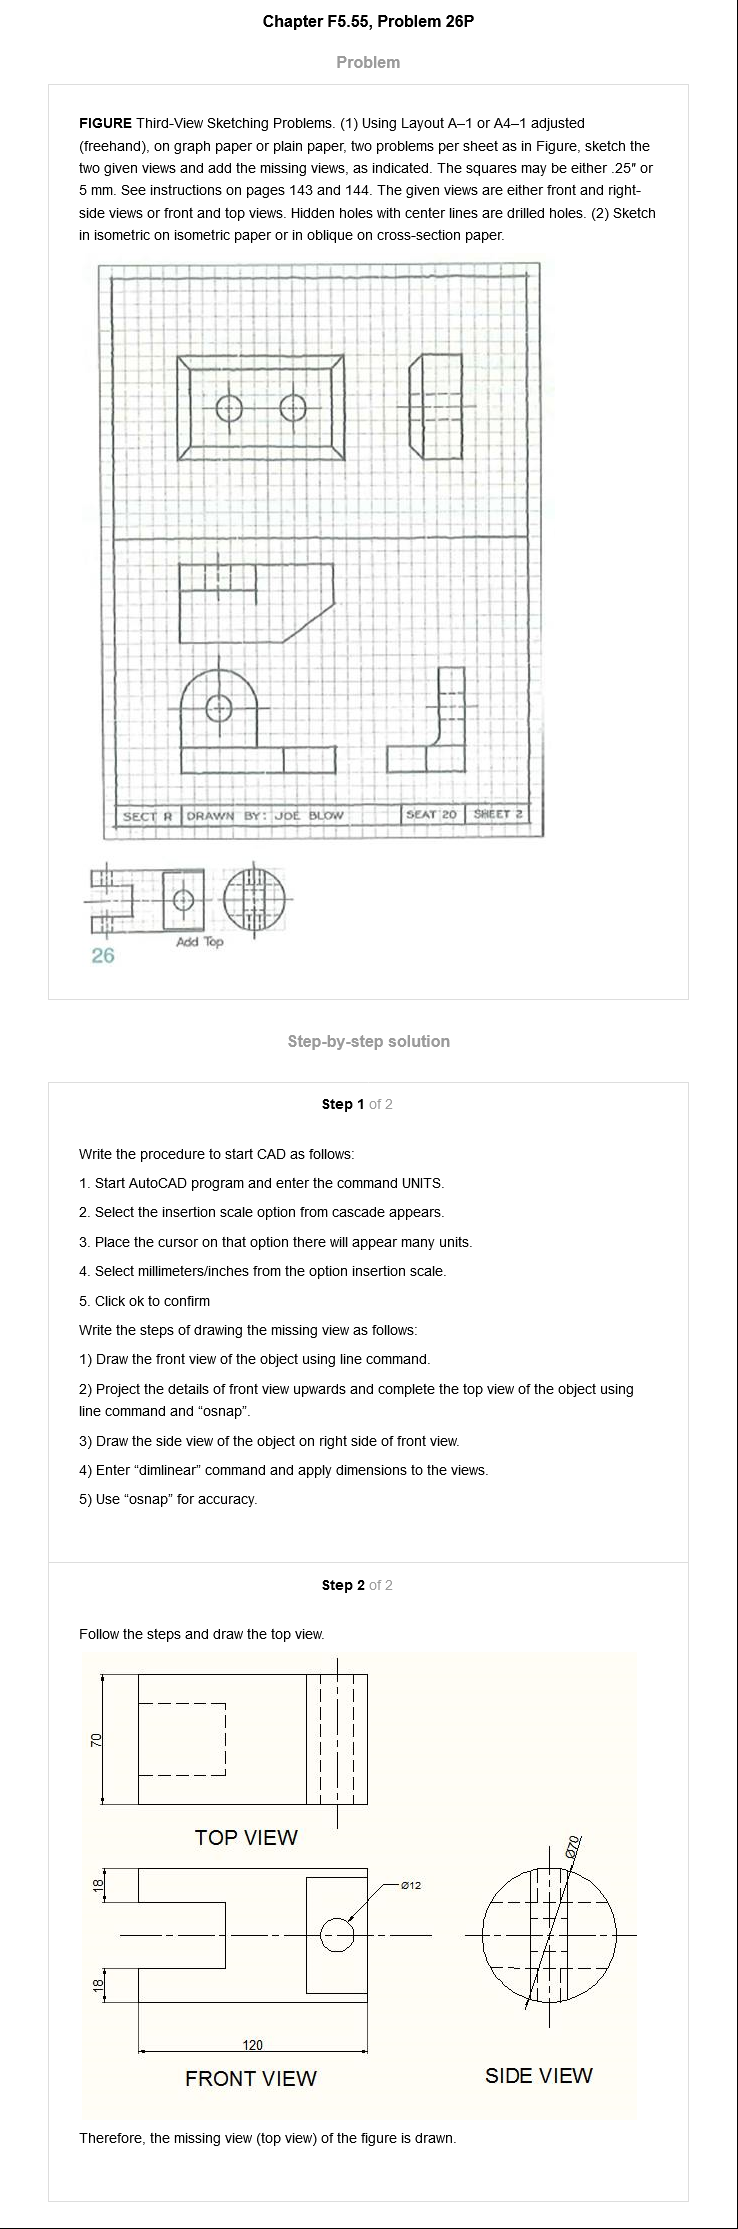 Chapter F5.55, Problem 26P
Problem
FIGURE Third-View Sketching Problems. (1) Using Layout A–1 or A4–1 adjusted
(freehand), on graph paper or plain paper, two problems per sheet as in Figure, sketch the
two given views and add the missing views, as indicated. The squares may be either .25″ or
5 mm. See instructions on pages 143 and 144. The given views are either front and right-
side views or front and top views. Hidden holes with center lines are drilled holes. (2) Sketch
in isometric on isometric paper or in oblique on cross-section paper.
SECT R DRAWN BY: JOE BLOW SEAT 20 SHEET 2
Add Top
26
Step-by-step solution
Step 1 of 2
Write the procedure to start CAD as follows:
1. Start AutoCAD program and enter the command UNITS.
2. Select the insertion scale option from cascade appears.
3. Place the cursor on that option there will appear many units.
4. Select millimeters/inches from the option insertion scale.
5. Click ok to confirm
Write the steps of drawing the missing view as follows:
1) Draw the front view of the object using line command.
2) Project the details of front view upwards and complete the top view of the object using
line command and “osnap”.
3) Draw the side view of the object on right side of front view.
4) Enter “dimlinear” command and apply dimensions to the views.
5) Use “osnap” for accuracy.
Step 2 of 2
Follow the steps and draw the top view.
70
TOP VIEW
Ø70
18
Ø12
18
120
FRONT VIEW
SIDE VIEW
Therefore, the missing view (top view) of the figure is drawn.